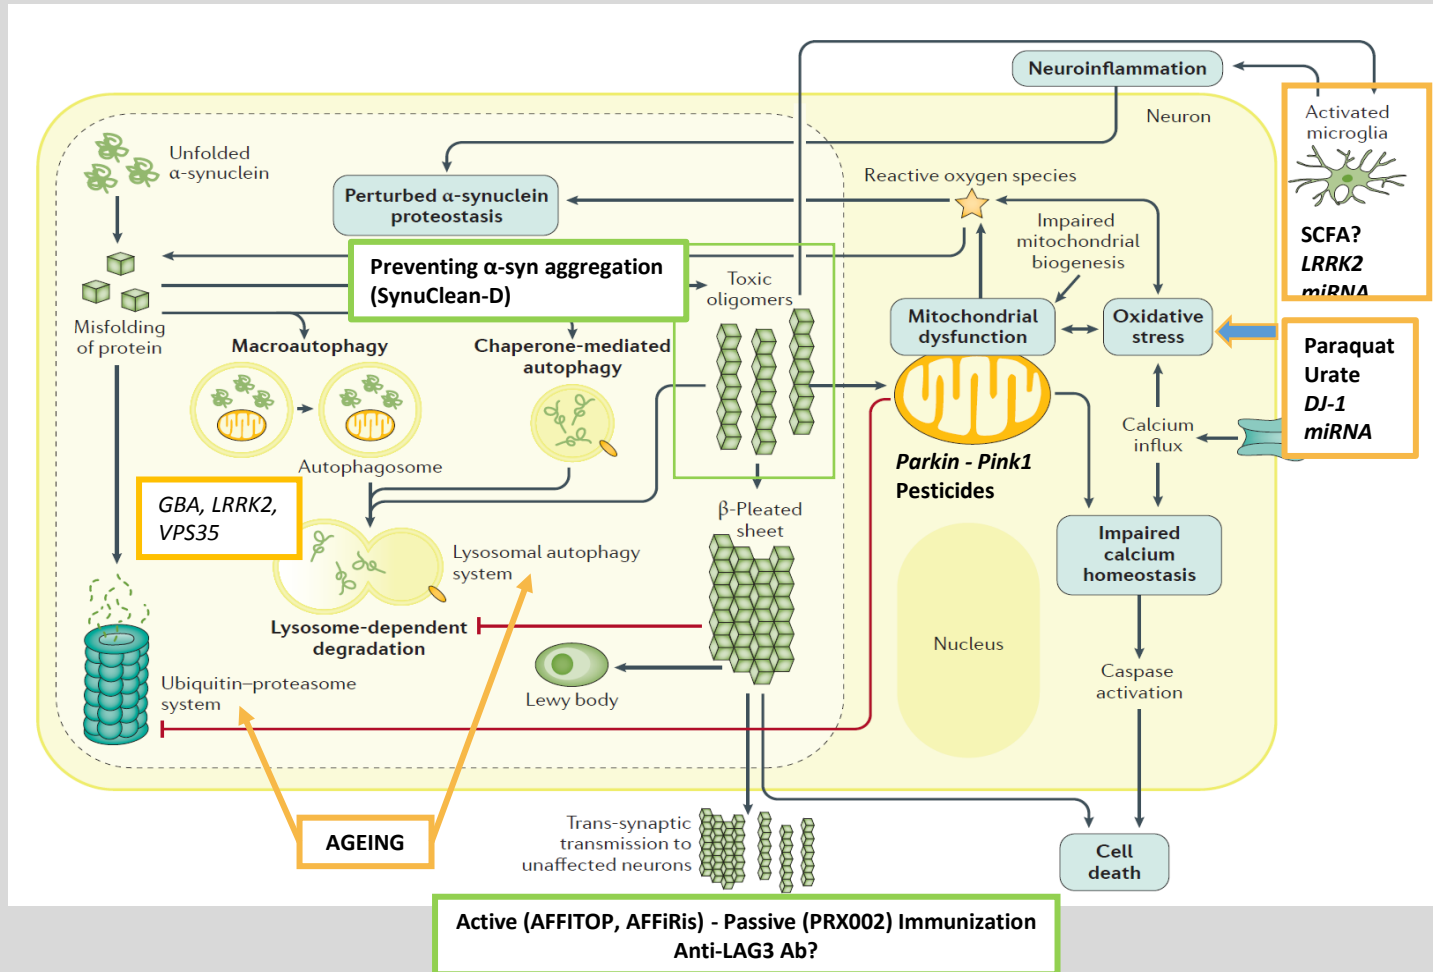 Neuroinflammation
Neuron
Activated
microglia
SCFA?
LRRK2
miRNA
Unfolded
α-synuclein
Perturbed α-synuclein
proteostasis
Reactive oxygen species
Impaired
mitochondrial
biogenesis
Preventing α-syn aggregation
(SynuClean-D)
Toxic
oligomers
Misfolding
of protein
Macroautophagy
Chaperone-mediated
autophagy
Mitochondrial
dysfunction
Oxidative
stress
Paraquat
Urate
DJ-1
miRNA
Calcium
influx
Autophagosome
Parkin - Pink1
Pesticides
GBA, LRRK2,
VPS35
β-Pleated
sheet
Lysosomal autophagy
system
Impaired
calcium
homeostasis
Lysosome-dependent
degradation
Nucleus
Ubiquitin–proteasome
system
Lewy body
Caspase
activation
AGEING
Trans-synaptic
transmission to
unaffected neurons
Cell
death
Active (AFFITOP, AFFiRis) - Passive (PRX002) Immunization
Anti-LAG3 Ab?